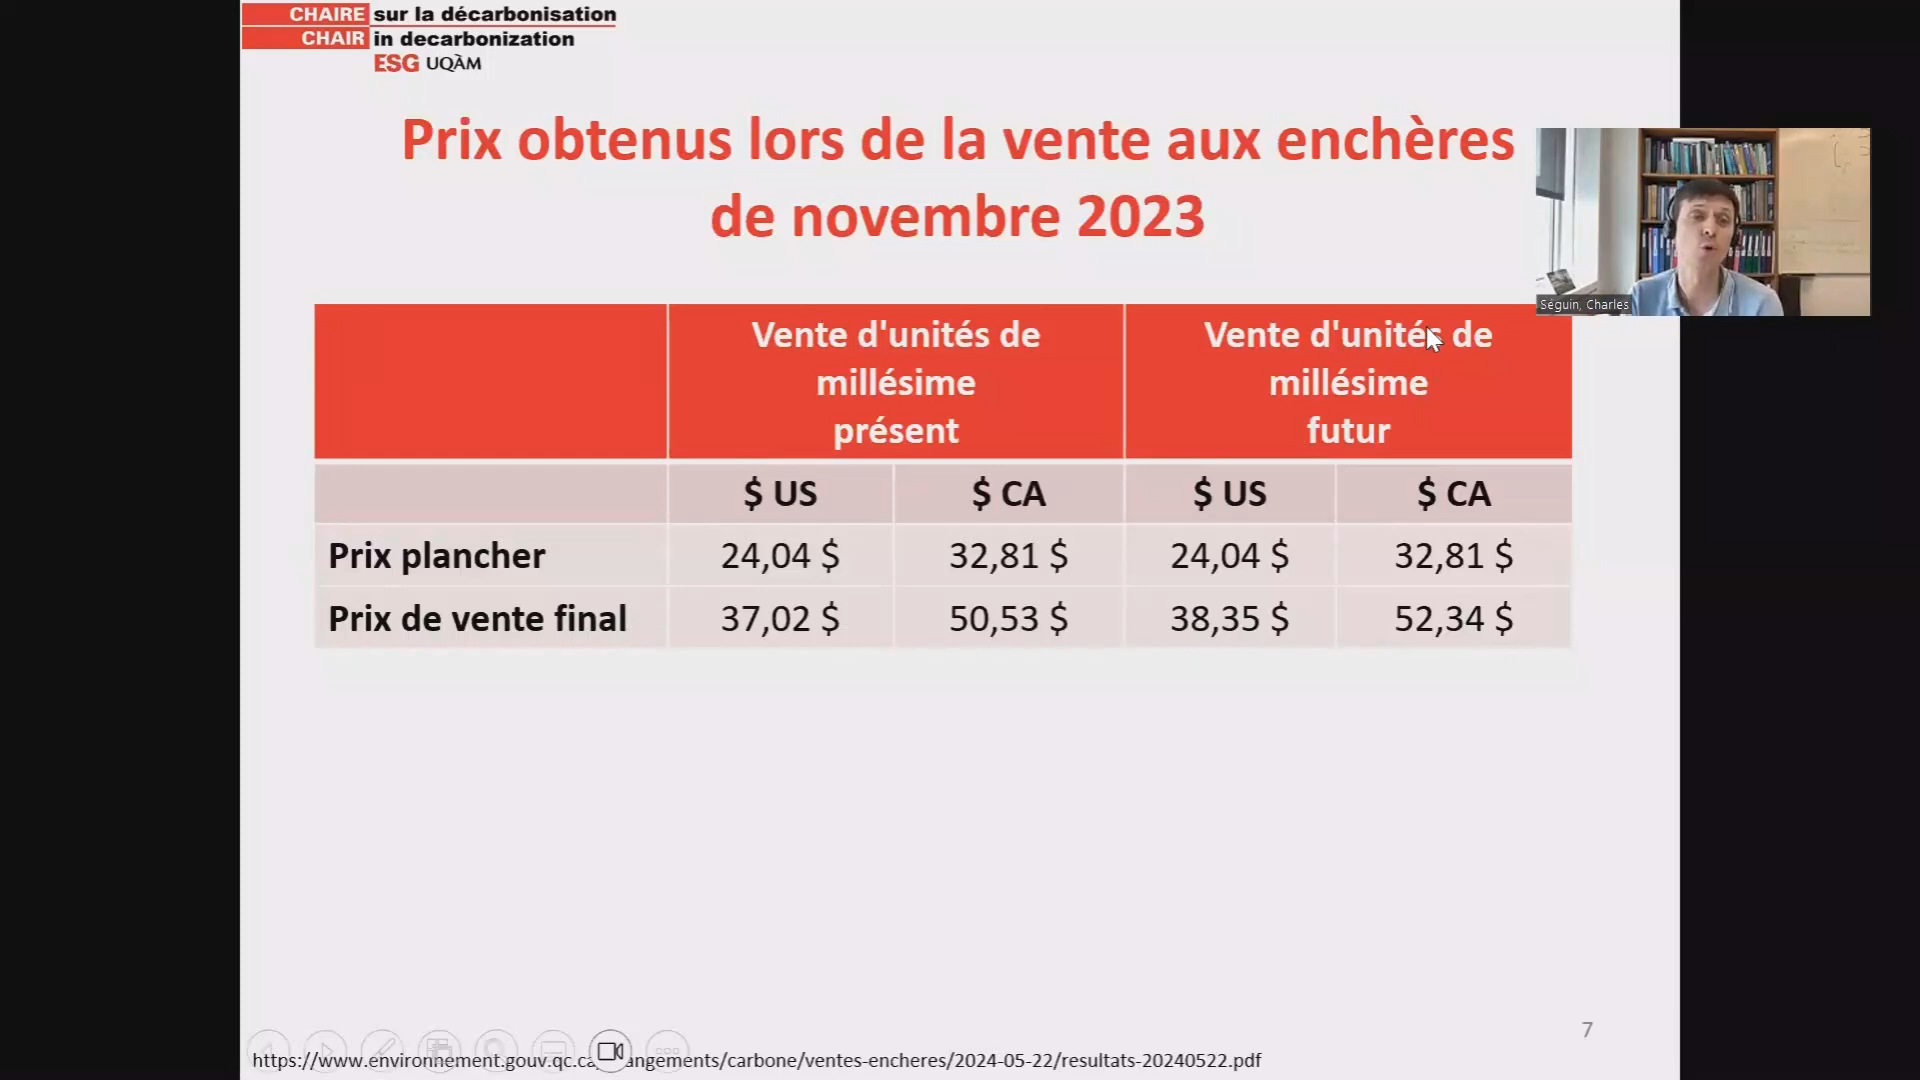 CHAIRE sur la décarbonisation
CHAIR in decarbonization
ESG UQÀM
Prix obtenus lors de la vente aux enchères
de novembre 2023
Séguin, Charles
Vente d'unités de
millésime
présent
Vente d'unités de
millésime
futur
$ US $ CA $ US $ CA
Prix plancher 24,04 $ 32,81 $ 24,04 $ 32,81 $
Prix de vente final 37,02 $ 50,53 $ 38,35 $ 52,34 $
7
https://www.environnement.gouv.qc.ca angements/carbone/ventes-encheres/2024-05-22/resultats-20240522.pdf